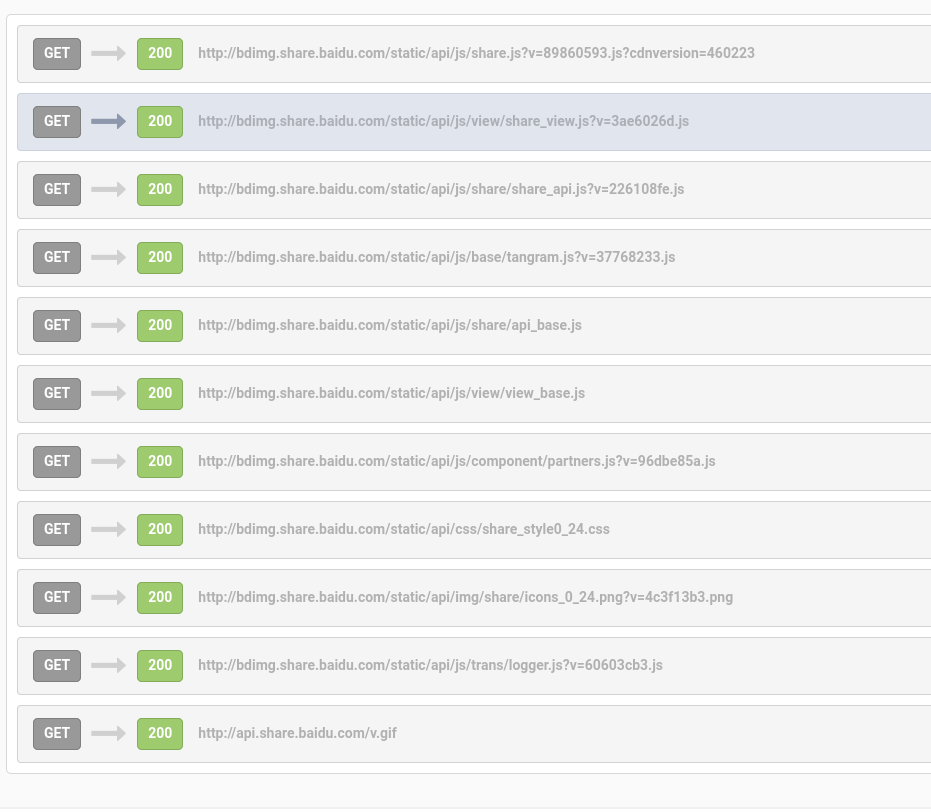 GET 200 http://bdimg.share.baidu.com/static/api/js/share.js?v=89860593.js?cdnversion=460223
GET 200 http://bdimg.share.baidu.com/static/api/js/view/share_view.js?v=3ae6026d.js
GET 200 http://bdimg.share.baidu.com/static/api/js/share/share_api.js?v=226108fe.js
GET 200 http://bdimg.share.baidu.com/static/api/js/base/tangram.js?v=37768233.js
GET 200 http://bdimg.share.baidu.com/static/api/js/share/api_base.js
GET 200 http://bdimg.share.baidu.com/static/api/js/view/view_base.js
GET 200 http://bdimg.share.baidu.com/static/api/js/component/partners.js?v=96dbe85a.js
GET 200 http://bdimg.share.baidu.com/static/api/css/share_style0_24.css
GET 200 http://bdimg.share.baidu.com/static/api/img/share/icons_0_24.png?v=4c3f13b3.png
GET 200 http://bdimg.share.baidu.com/static/api/js/trans/logger.js?v=60603cb3.js
GET 200 http://api.share.baidu.com/v.gif